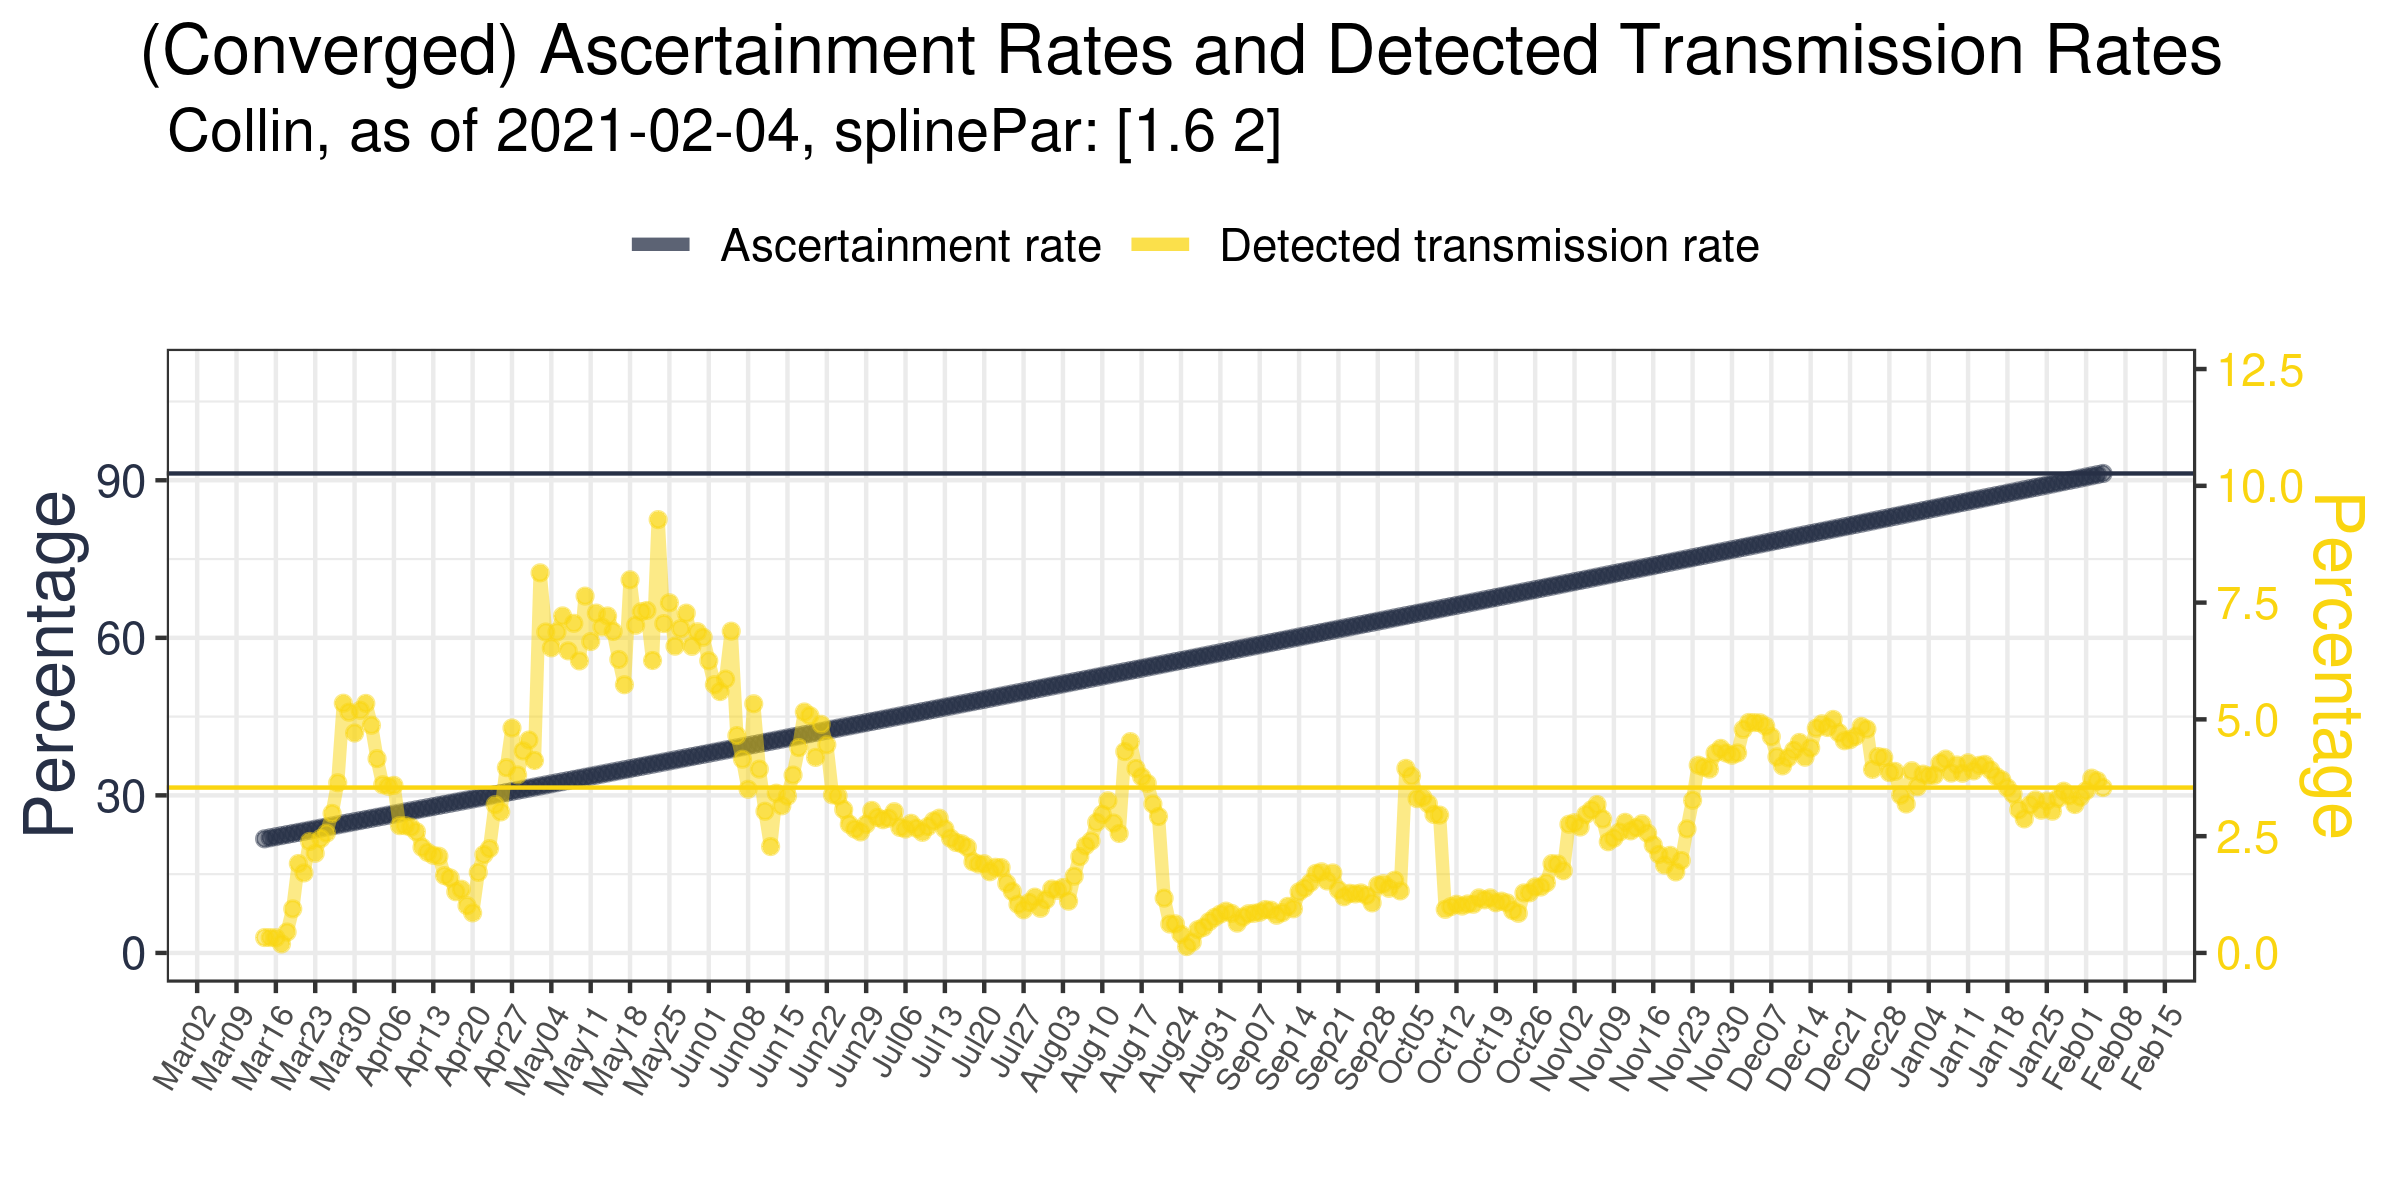 (Converged) Ascertainment Rates and Detected Transmission Rates
Collin, as of 2021-02-04, splinePar: [1.6 2]
Ascertainment rate Detected transmission rate
Percentage
90
60
30
0
12.5
10.0
7.5
5.0
2.5
0.0
Percentage
Mar02 Mar09 Mar16 Mar23 Mar30 Apr06 Apr13 Apr20 Apr27 May04 May11 May18 May25 Jun01 Jun08 Jun15 Jun22 Jun29 Jul06 Jul13 Jul20 Jul27 Aug03 Aug10 Aug17 Aug24 Aug31 Sep07 Sep14 Sep21 Sep28 Oct05 Oct12 Oct19 Oct26 Nov02 Nov09 Nov16 Nov23 Nov30 Dec07 Dec14 Dec21 Dec28 Jan04 Jan11 Jan18 Jan25 Feb01 Feb08 Feb15